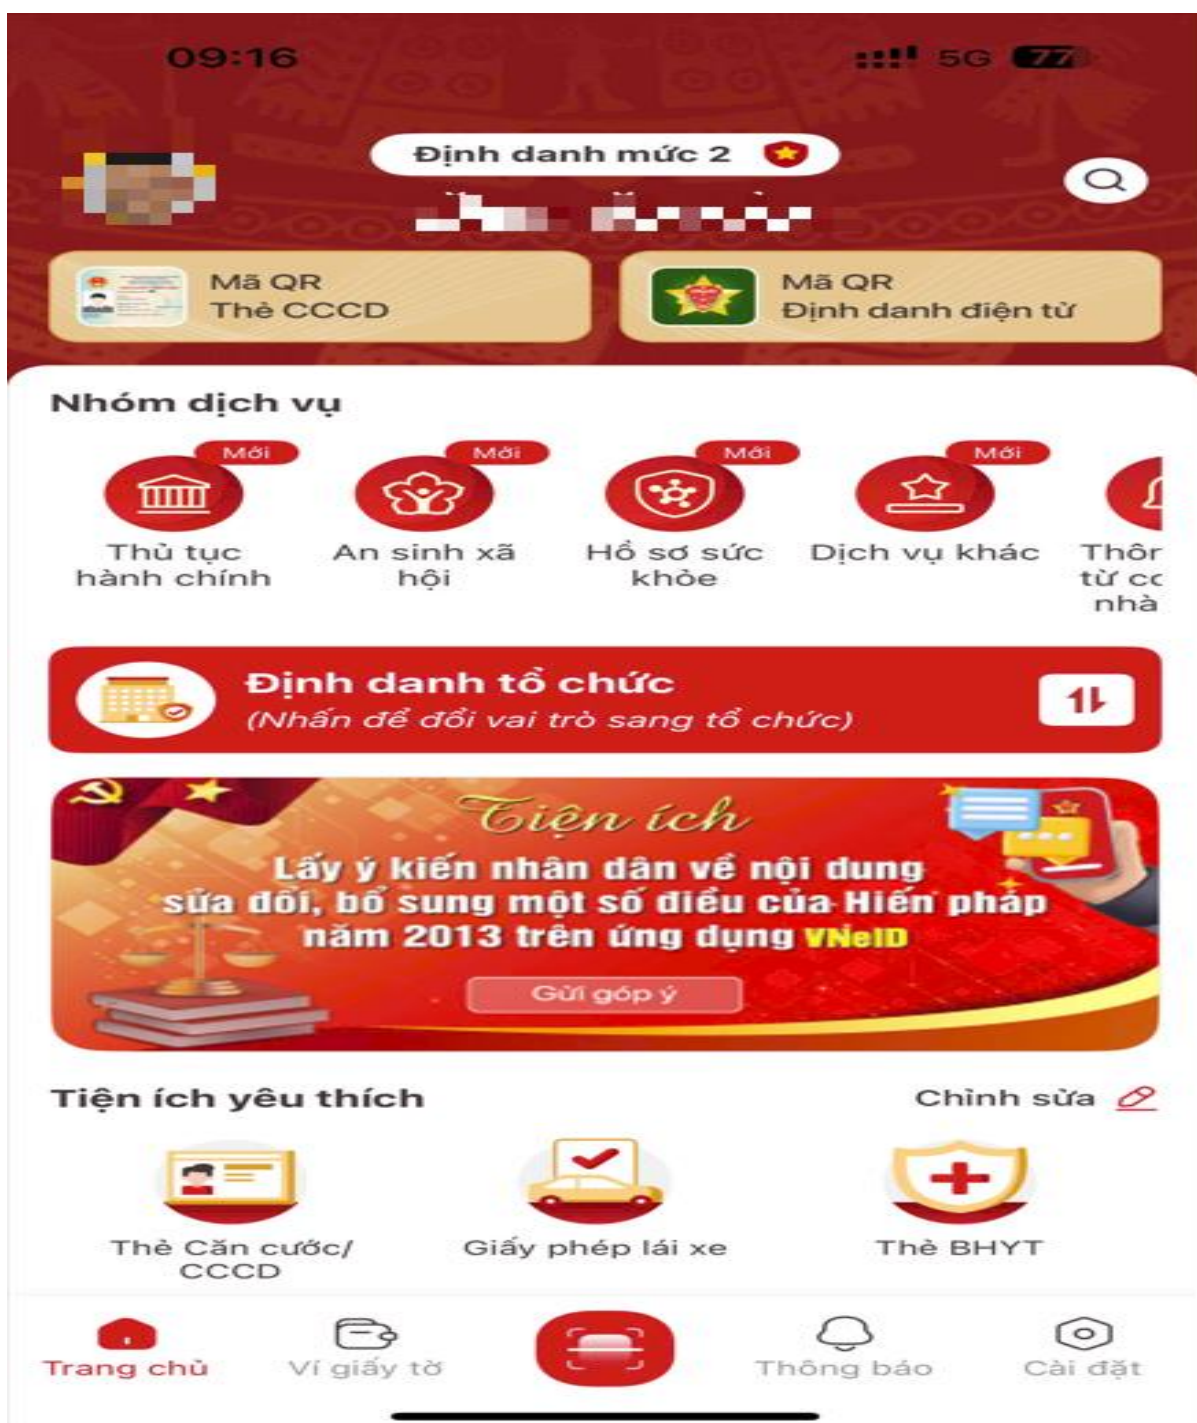 09:16
5G 77
Định danh mức 2
Mã QR
Thẻ CCCD
Mã QR
Định danh điện tử
Nhóm dịch vụ
Mới
Mới
Mới
Mới
Thủ tục
hành chính
An sinh xã
hội
Hồ sơ sức
khỏe
Dịch vụ khác
từ
nhà
Định danh tổ chức
(Nhấn để đổi vai trò sang tổ chức)
Tiện ích
Lấy ý kiến nhân dân về nội dung
sửa đổi, bổ sung một số điều của Hiến pháp
năm 2013 trên ứng dụng VNeID
Gửi góp ý
Tiện ích yêu thích
Chỉnh sửa
Thẻ Căn cước/
CCCD
Giấy phép lái xe
Thẻ BHYT
Trang chủ
Ví giấy tờ
Thông báo
Cài đặt